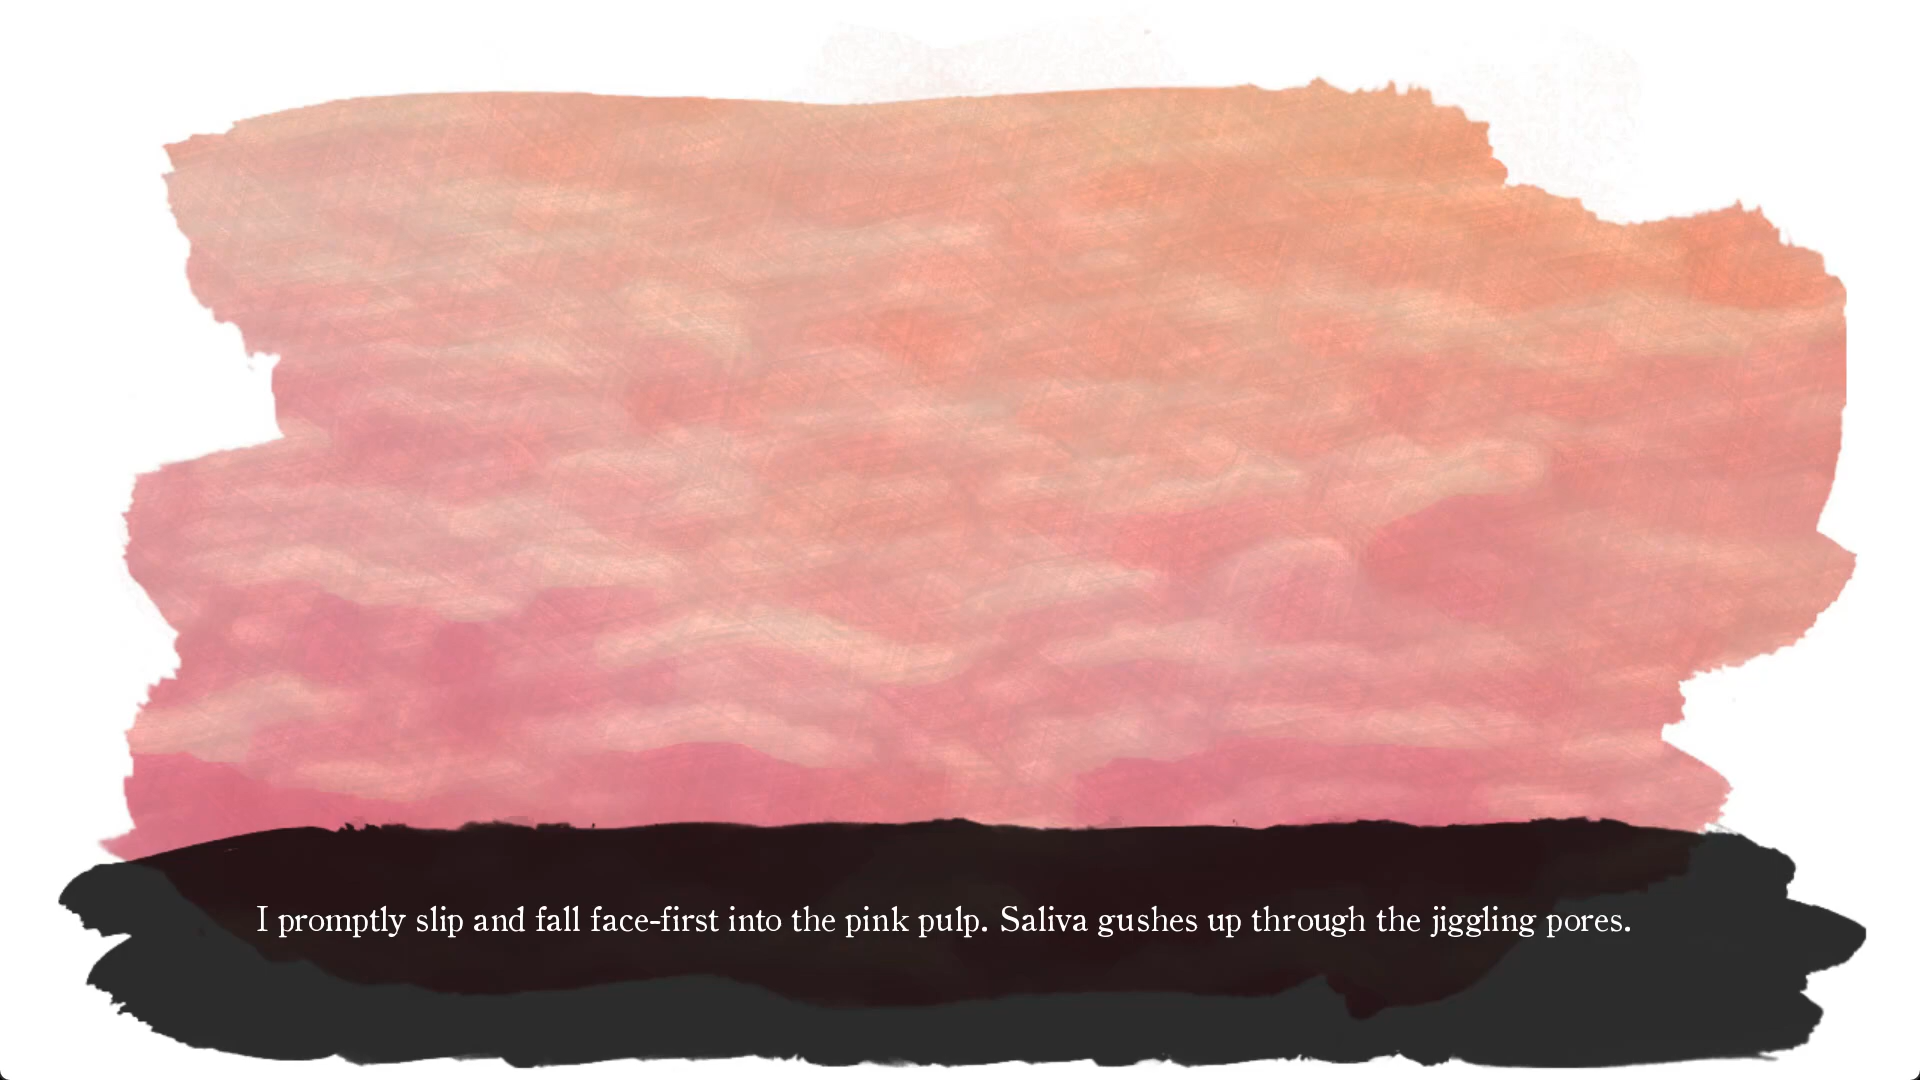 I promptly slip and fall face-first into the pink pulp. Saliva gushes up through the jiggling pores.